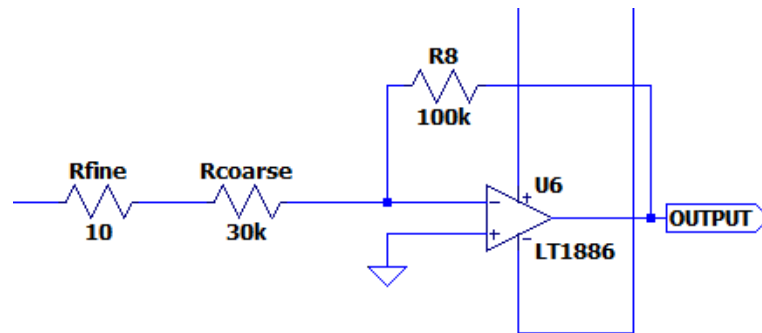 R8
100k
Rfine
Rcoarse
10
30k
U6
LT1886
OUTPUT